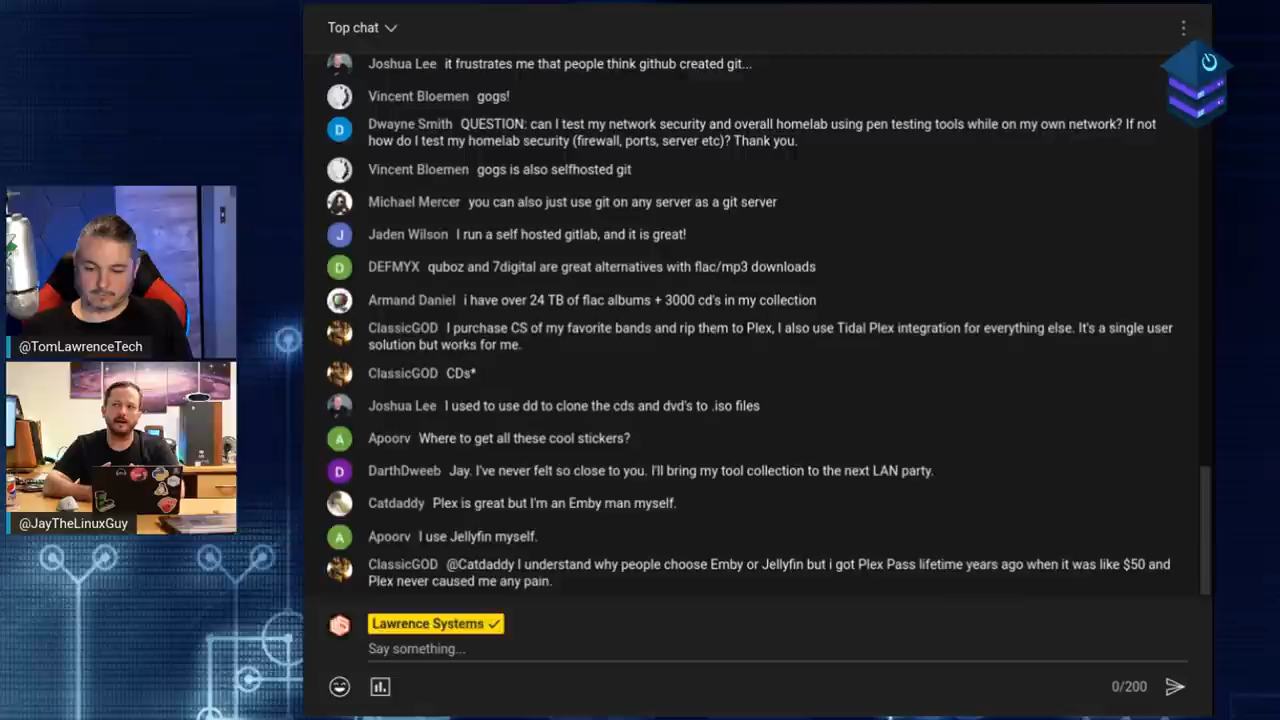 Top chat
Joshua Lee it frustrates me that people think github created git...
Vincent Bloemen gogs!
Dwayne Smith QUESTION: can I test my network security and overall homelab using pen testing tools while on my own network? If not
how do I test my homelab security (firewall, ports, server etc)? Thank you.
Vincent Bloemen gogs is also selfhosted git
Michael Mercer you can also just use git on any server as a git server
J Jaden Wilson I run a self hosted gitlab, and it is great!
D DEFMYX quboz and 7digital are great alternatives with flac/mp3 downloads
Armand Daniel i have over 24 TB of flac albums + 3000 cd's in my collection
ClassicGOD I purchase CS of my favorite bands and rip them to Plex, I also use Tidal Plex integration for everything else. It's a single user
solution but works for me.
ClassicGOD CDs*
Joshua Lee I used to use dd to clone the cds and dvd's to .iso files
A Apoorv Where to get all these cool stickers?
D DarthDweeb Jay. I've never felt so close to you. I'll bring my tool collection to the next LAN party.
Catdaddy Plex is great but I'm an Emby man myself.
A Apoorv I use Jellyfin myself.
ClassicGOD @Catdaddy I understand why people choose Emby or Jellyfin but i got Plex Pass lifetime years ago when it was like $50 and
Plex never caused me any pain.
Lawrence Systems
Say something...
0/200
@TomLawrenceTech
@JayTheLinuxGuy